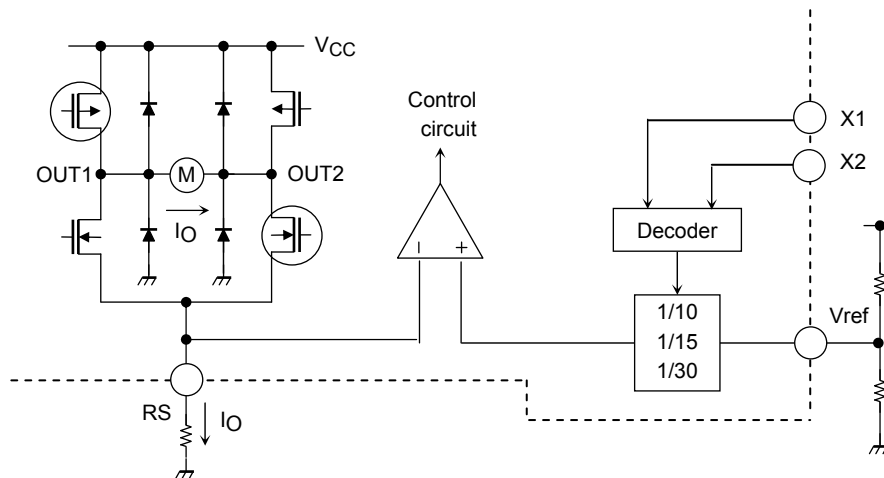 VCC
Control
circuit
X1
X2
OUT1
M
OUT2
IO
Decoder
1/10
1/15
1/30
Vref
RS
IO